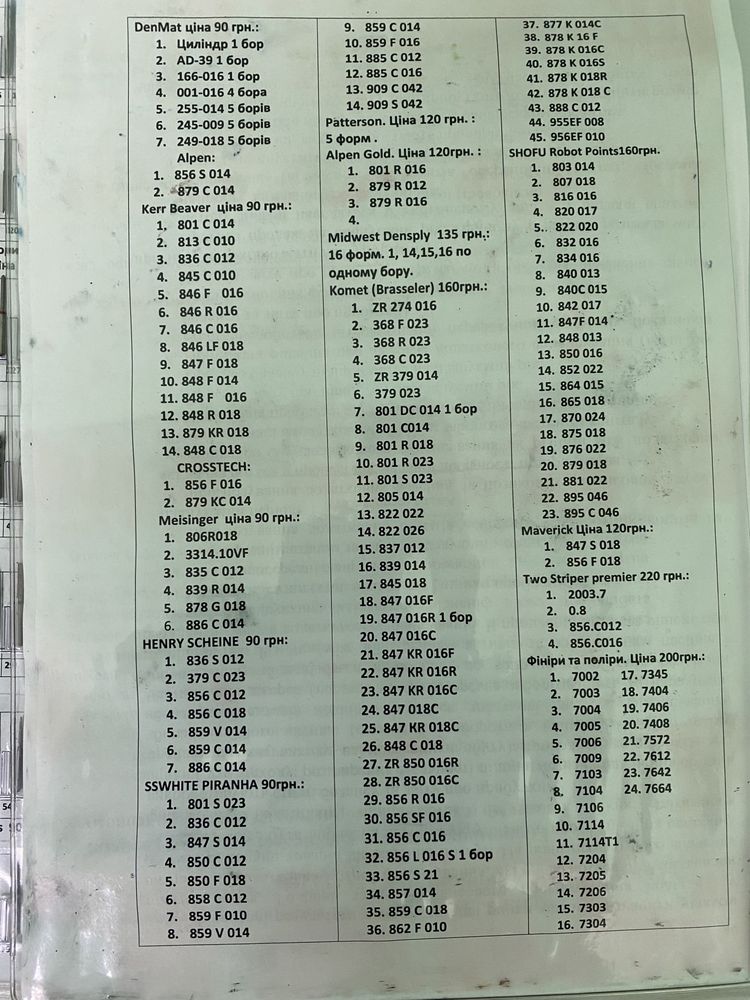 DenMat ціна 90 грн.:
1. Циліндр 1 бор
2. AD-39 1 бор
3. 166-016 1 бор
4. 001-016 4 бора
5. 255-014 5 борів
6. 245-009 5 борів
7. 249-018 5 борів
Alpen:
1. 856 S 014
2. 879 C 014
Kerr Beaver ціна 90 грн.:
1. 801 C 014
2. 813 C 010
3. 836 C 012
4. 845 C 010
5. 846 F 016
6. 846 R 016
7. 846 C 016
8. 846 LF 018
9. 847 F 018
10. 848 F 014
11. 848 F 016
12. 848 R 018
13. 879 KR 018
14. 848 C 018
CROSSTECH:
1. 856 F 016
2. 879 KC 014
Meisinger ціна 90 грн.:
1. 806R018
2. 3314.10VF
3. 835 C 012
4. 839 R 014
5. 878 G 018
6. 886 C 014
HENRY SCHEINE 90 грн:
1. 836 S 012
2. 379 C 023
3. 856 C 012
4. 856 C 018
5. 859 V 014
6. 859 C 014
7. 886 C 014
SSWHITE PIRANHA 90грн.:
1. 801 S 023
2. 836 C 012
3. 847 S 014
4. 850 C 012
5. 850 F 018
6. 858 C 012
7. 859 F 010
8. 859 V 014
9. 859 C 014
10. 859 F 016
11. 885 C 012
12. 885 C 016
13. 909 C 042
14. 909 S 042
Patterson. Ціна 120 грн. :
5 форм .
Alpen Gold. Ціна 120грн. :
1. 801 R 016
2. 879 R 012
3. 879 R 016
4.
Midwest Densply 135 грн.:
16 форм. 1, 14,15,16 по
одному бору.
Komet (Brasseler) 160грн.:
1. ZR 274 016
2. 368 F 023
3. 368 R 023
4. 368 C 023
5. ZR 379 014
6. 379 023
7. 801 DC 014 1 бор
8. 801 C014
9. 801 R 018
10. 801 R 023
11. 801 S 023
12. 805 014
13. 822 022
14. 822 026
15. 837 012
16. 839 014
17. 845 018
18. 847 016F
19. 847 016R 1 бор
20. 847 016C
21. 847 KR 016F
22. 847 KR 016R
23. 847 KR 016C
24. 847 018C
25. 847 KR 018C
26. 848 C 018
27. ZR 850 016R
28. ZR 850 016C
29. 856 R 016
30. 856 SF 016
31. 856 C 016
32. 856 L 016 S 1 бор
33. 856 S 21
34. 857 014
35. 859 C 018
36. 862 F 010
37. 877 K 014C
38. 878 K 16 F
39. 878 K 016C
40. 878 K 016S
41. 878 K 018R
42. 878 K 018 C
43. 888 C 012
44. 955EF 008
45. 956EF 010
SHOFU Robot Points160грн.
1. 803 014
2. 807 018
3. 816 016
4. 820 017
5.. 822 020
6. 832 016
7. 834 016
8. 840 013
9. 840C 015
10. 842 017
11. 847F 014
12. 848 013
13. 850 016
14. 852 022
15. 864 015
16. 865 018
17. 870 024
18. 875 018
19. 876 022
20. 879 018
21. 881 022
22. 895 046
23. 895 C 046
Maverick Ціна 120грн.:
1. 847 S 018
2. 856 F 018
Two Striper premier 220 грн.:
1. 2003.7
2. 0.8
3. 856.C012
4. 856.C016
Фініри та поліри. Ціна 200грн.:
1. 7002 17. 7345
2. 7003 18. 7404
3. 7004 19. 7406
4. 7005 20. 7408
5. 7006 21. 7572
6. 7009 22. 7612
7. 7103 23. 7642
8. 7104 24. 7664
9. 7106
10. 7114
11. 7114T1
12. 7204
13. 7205
14. 7206
15. 7303
16. 7304